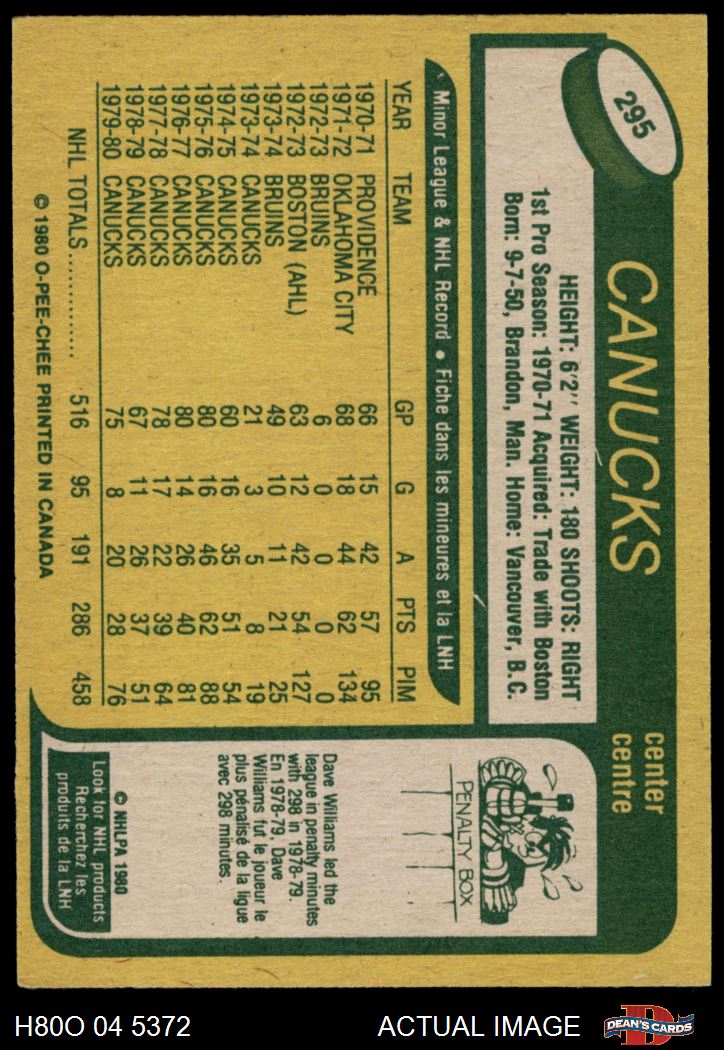 295
CANUCKS
center
centre
HEIGHT: 6'2" WEIGHT: 180 SHOOTS: RIGHT
1st Pro Season: 1970-71 Acquired: Trade with Boston
Born: 9-7-50, Brandon, Man. Home: Vancouver, B.C.
Minor League & NHL Record • Fiche dans les mineures et la LNH
YEAR TEAM GP G A PTS PIM
1970-71 PROVIDENCE 66 15 42 57 95
1971-72 OKLAHOMA CITY 68 18 44 62 134
1972-73 BRUINS 6 0 0 0 0
1972-73 BOSTON (AHL) 63 12 42 54 127
1973-74 BRUINS 49 10 11 21 25
1973-74 CANUCKS 21 3 5 8 19
1974-75 CANUCKS 60 16 35 51 54
1975-76 CANUCKS 80 16 46 62 88
1976-77 CANUCKS 80 14 26 40 81
1977-78 CANUCKS 78 17 22 39 64
1978-79 CANUCKS 67 11 26 37 51
1979-80 CANUCKS 75 8 20 28 76
NHL TOTALS .............. 516 95 191 286 458
© 1980 O-PEE-CHEE PRINTED IN CANADA
PENALTY BOX
Dave Williams led the
league in penalty minutes
with 298 in 1978-79.
En 1978-79, Dave
Williams fut le joueur le
plus pénalisé de la ligue
avec 298 minutes.
© NHLPA 1980
Look for NHL products
Recherchez les
produits de la LNH
H80O 04 5372
ACTUAL IMAGE
D
DEAN'S CARDS